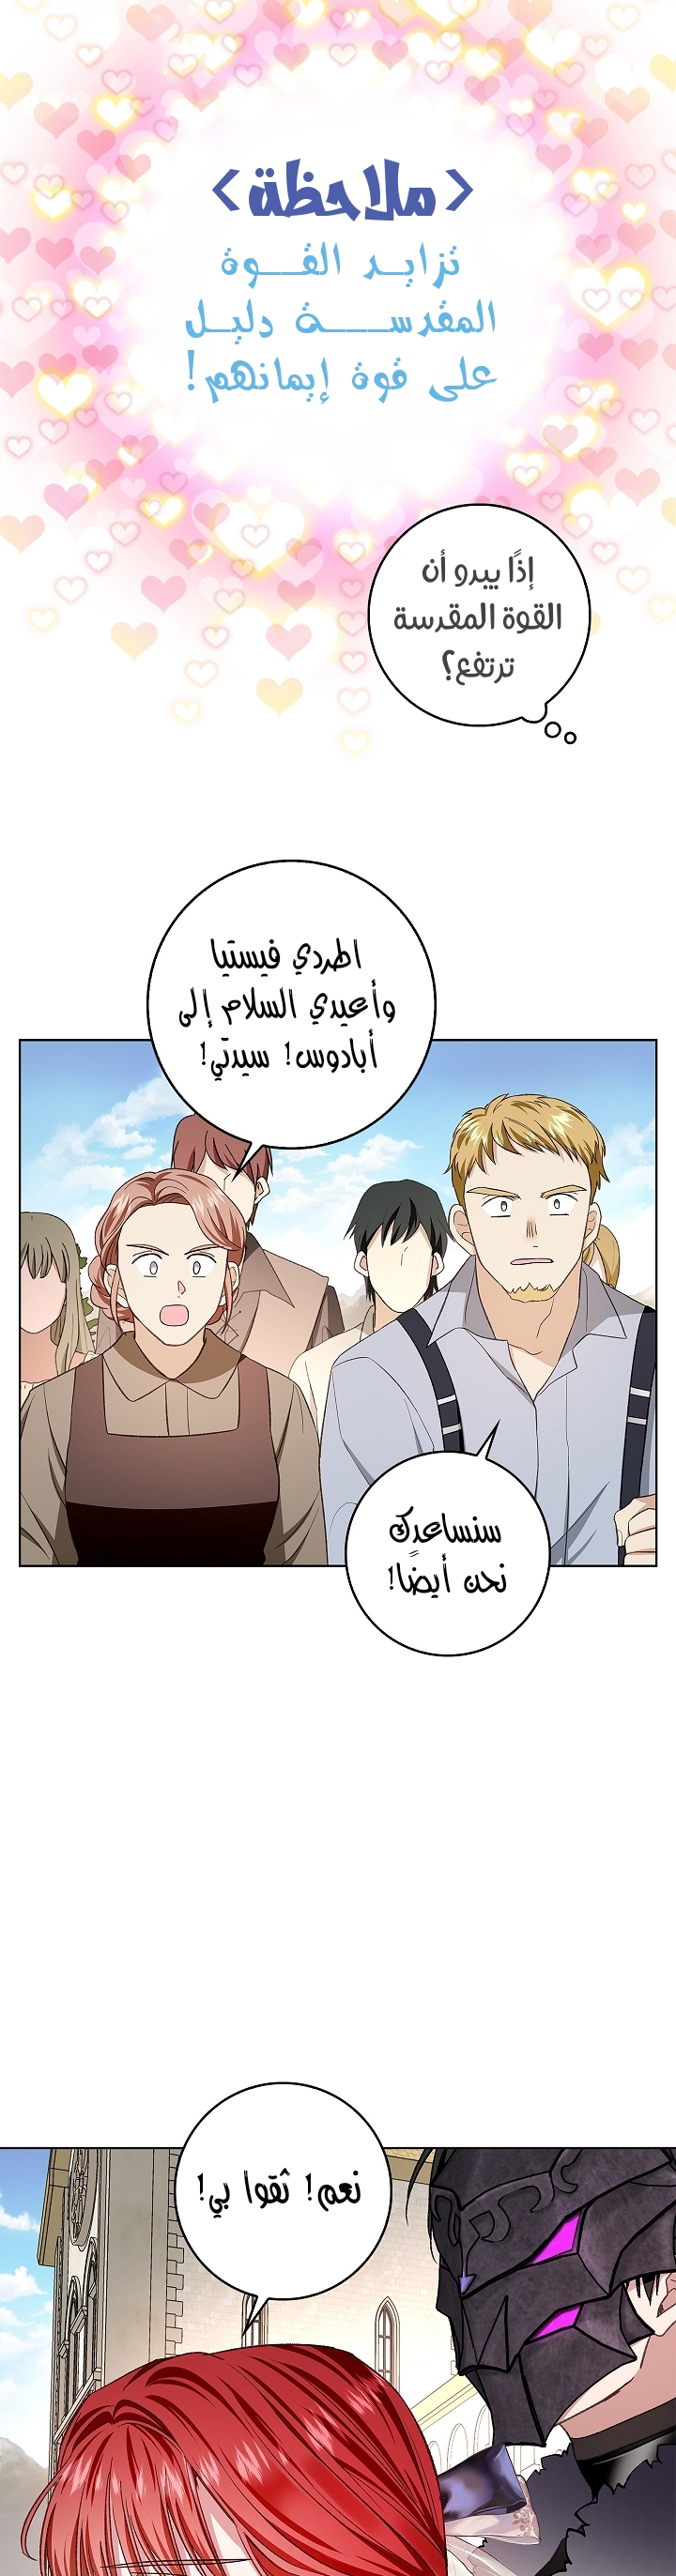 <ملاحظة>
تزايد القوة
المقدسة دليل
على قوة إيمانهم!
إذًا يبدو أن
القوة المقدسة
ترتفع؟
اطردي فيستيا
وأعيدي السلام إلى
أبادوس! سيدتي!
سنساعدكِ
نحن أيضًا!
نعم! ثقوا بي!